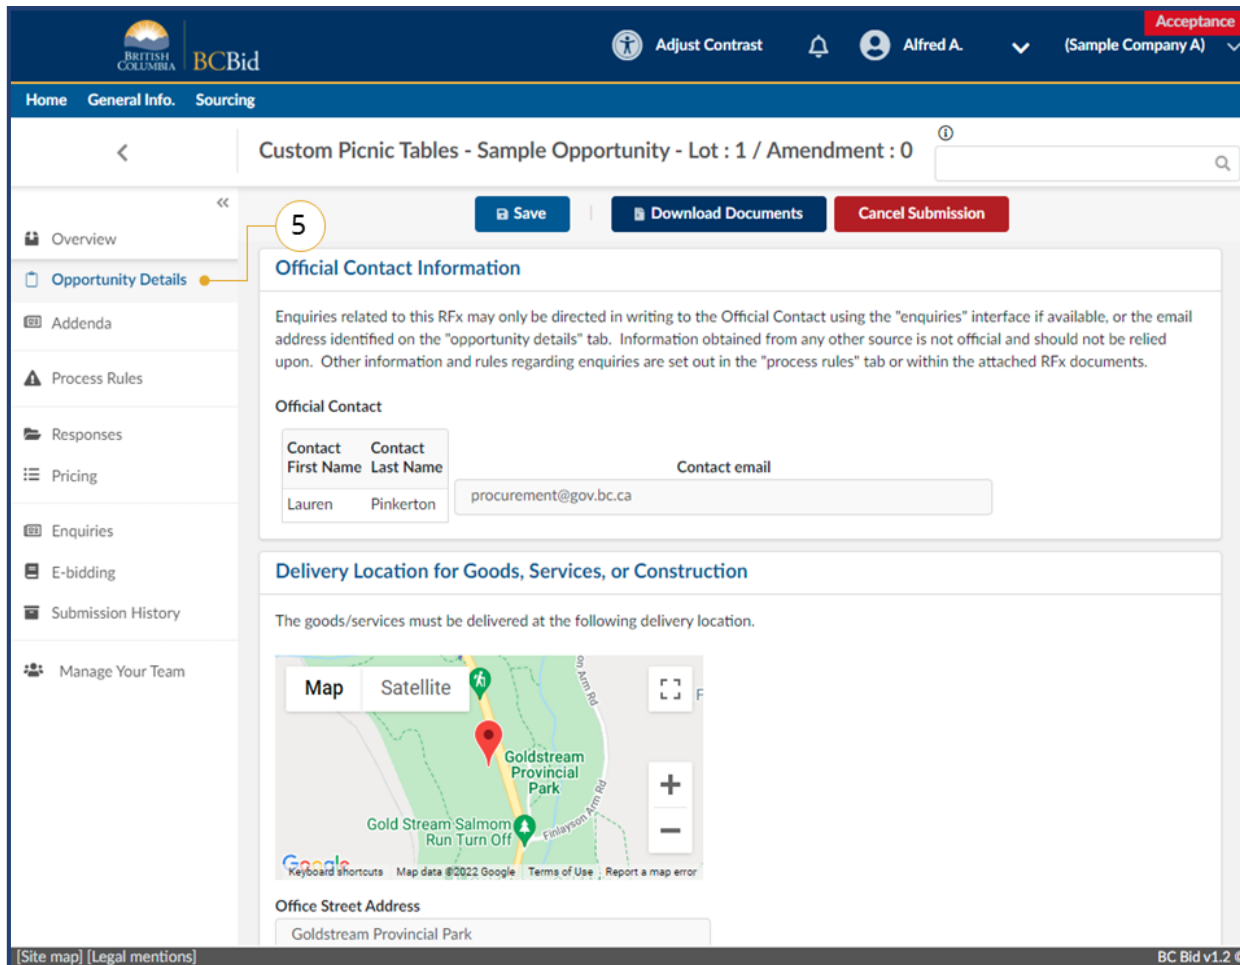 Acceptance
BRITISH COLUMBIA
BCBid
Adjust Contrast
Alfred A.
(Sample Company A)
Home General Info. Sourcing
Custom Picnic Tables - Sample Opportunity - Lot : 1 / Amendment : 0
5
Save
Download Documents
Cancel Submission
Overview
Opportunity Details
Addenda
Process Rules
Responses
Pricing
Enquiries
E-bidding
Submission History
Manage Your Team
Official Contact Information
Enquiries related to this RFx may only be directed in writing to the Official Contact using the "enquiries" interface if available, or the email
address identified on the "opportunity details" tab. Information obtained from any other source is not official and should not be relied
upon. Other information and rules regarding enquiries are set out in the "process rules" tab or within the attached RFx documents.
Official Contact
Contact First Name
Contact Last Name
Contact email
Lauren
Pinkerton
procurement@gov.bc.ca
Delivery Location for Goods, Services, or Construction
The goods/services must be delivered at the following delivery location.
Map
Satellite
Goldstream
Provincial
Park
Gold Stream Salmom
Run Turn Off
Finlayson Arm Rd
Google
Keyboard shortcuts Map data ©2022 Google Terms of Use Report a map error
Office Street Address
Goldstream Provincial Park
[Site map] [Legal mentions]
BC Bid v1.2 ©